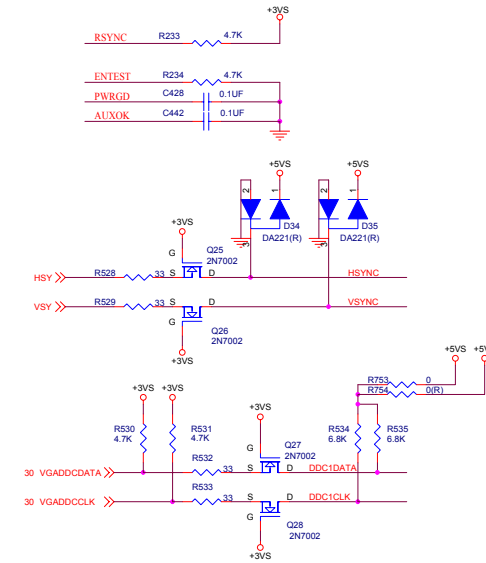 +3VS
RSYNC R233 4.7K
ENTEST R234 4.7K
PWRGD C428 0.1UF
AUXOK C442 0.1UF
+5VS +5VS
2 1 2 1
+3VS
D34 D35
G Q25 3 DA221(R) 3 DA221(R)
2N7002
HSY R528 33 S D HSYNC
VSY R529 33 S D VSYNC
G Q26
2N7002
+3VS
+5VS
R753 0
+3VS +3VS R754 0(R)
+3VS
R530 R531 G Q27 R534 R535
4.7K 4.7K 2N7002 6.8K 6.8K
R532
30 VGADDCDATA 33 S D DDC1DATA
R533
30 VGADDCCLK 33 S D DDC1CLK
G Q28
2N7002
+3VS